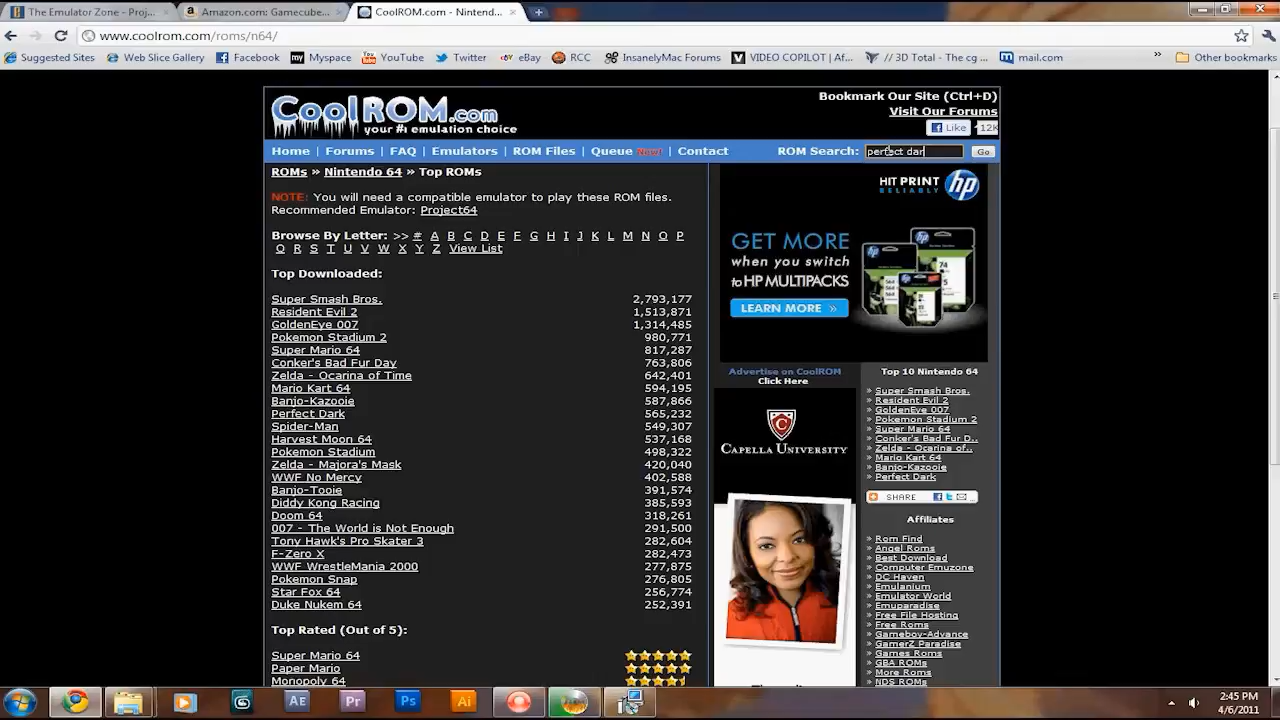 The Emulator Zone - Proj...
Amazon.com: Gamecube...
CoolROM.com - Nintendo...
www.coolrom.com/roms/n64/
Suggested Sites
Web Slice Gallery
Facebook
my Myspace
You Tube YouTube
Twitter
eBay
RCC
InsanelyMac Forums
V VIDEO COPILOT | Af...
// 3D Total - The cg ...
mail.com
»
Other bookmarks
CoolROM.com
your #1 emulation choice
Bookmark Our Site (Ctrl+D)
Visit Our Forums
Like 12K
Home | Forums | FAQ | Emulators | ROM Files | Queue New! | Contact
ROM Search: perfect dar Go
ROMs » Nintendo 64 » Top ROMs
NOTE: You will need a compatible emulator to play these ROM files.
Recommended Emulator: Project64
Browse By Letter: >> # A B C D E F G H I J K L M N O P
Q R S T U V W X Y Z View List
Top Downloaded:
Super Smash Bros. 2,793,177
Resident Evil 2 1,513,871
GoldenEye 007 1,314,485
Pokemon Stadium 2 980,771
Super Mario 64 817,287
Conker's Bad Fur Day 763,806
Zelda - Ocarina of Time 642,401
Mario Kart 64 594,195
Banjo-Kazooie 587,866
Perfect Dark 565,232
Spider-Man 549,307
Harvest Moon 64 537,168
Pokemon Stadium 498,322
Zelda - Majora's Mask 420,040
WWF No Mercy 402,588
Banjo-Tooie 391,574
Diddy Kong Racing 385,593
Doom 64 318,261
007 - The World is Not Enough 291,500
Tony Hawk's Pro Skater 3 282,604
F-Zero X 282,473
WWF WrestleMania 2000 277,875
Pokemon Snap 276,805
Star Fox 64 256,774
Duke Nukem 64 252,391
Top Rated (Out of 5):
Super Mario 64
Paper Mario
Monopoly 64
HIT PRINT
RELIABLY
hp
GET MORE
when you switch
to HP MULTIPACKS
LEARN MORE »
74
Advertise on CoolROM
Click Here
C
CAPELLA UNIVERSITY
Top 10 Nintendo 64
» Super Smash Bros.
» Resident Evil 2
» GoldenEye 007
» Pokemon Stadium 2
» Super Mario 64
» Conker's Bad Fur D..
» Zelda - Ocarina of..
» Mario Kart 64
» Banjo-Kazooie
» Perfect Dark
SHARE
Affiliates
» Rom Find
» Angel Roms
» Best Download
» Computer Emuzone
» DC Haven
» Emulanium
» Emulator World
» Emuparadise
» Free File Hosting
» Free Roms
» Gameboy-Advance
» GamerZ Paradise
» Games Roms
» GBA ROMs
» More Roms
» NDS ROMs
Ae
Pr
Ps
Ai
2:45 PM
4/6/2011